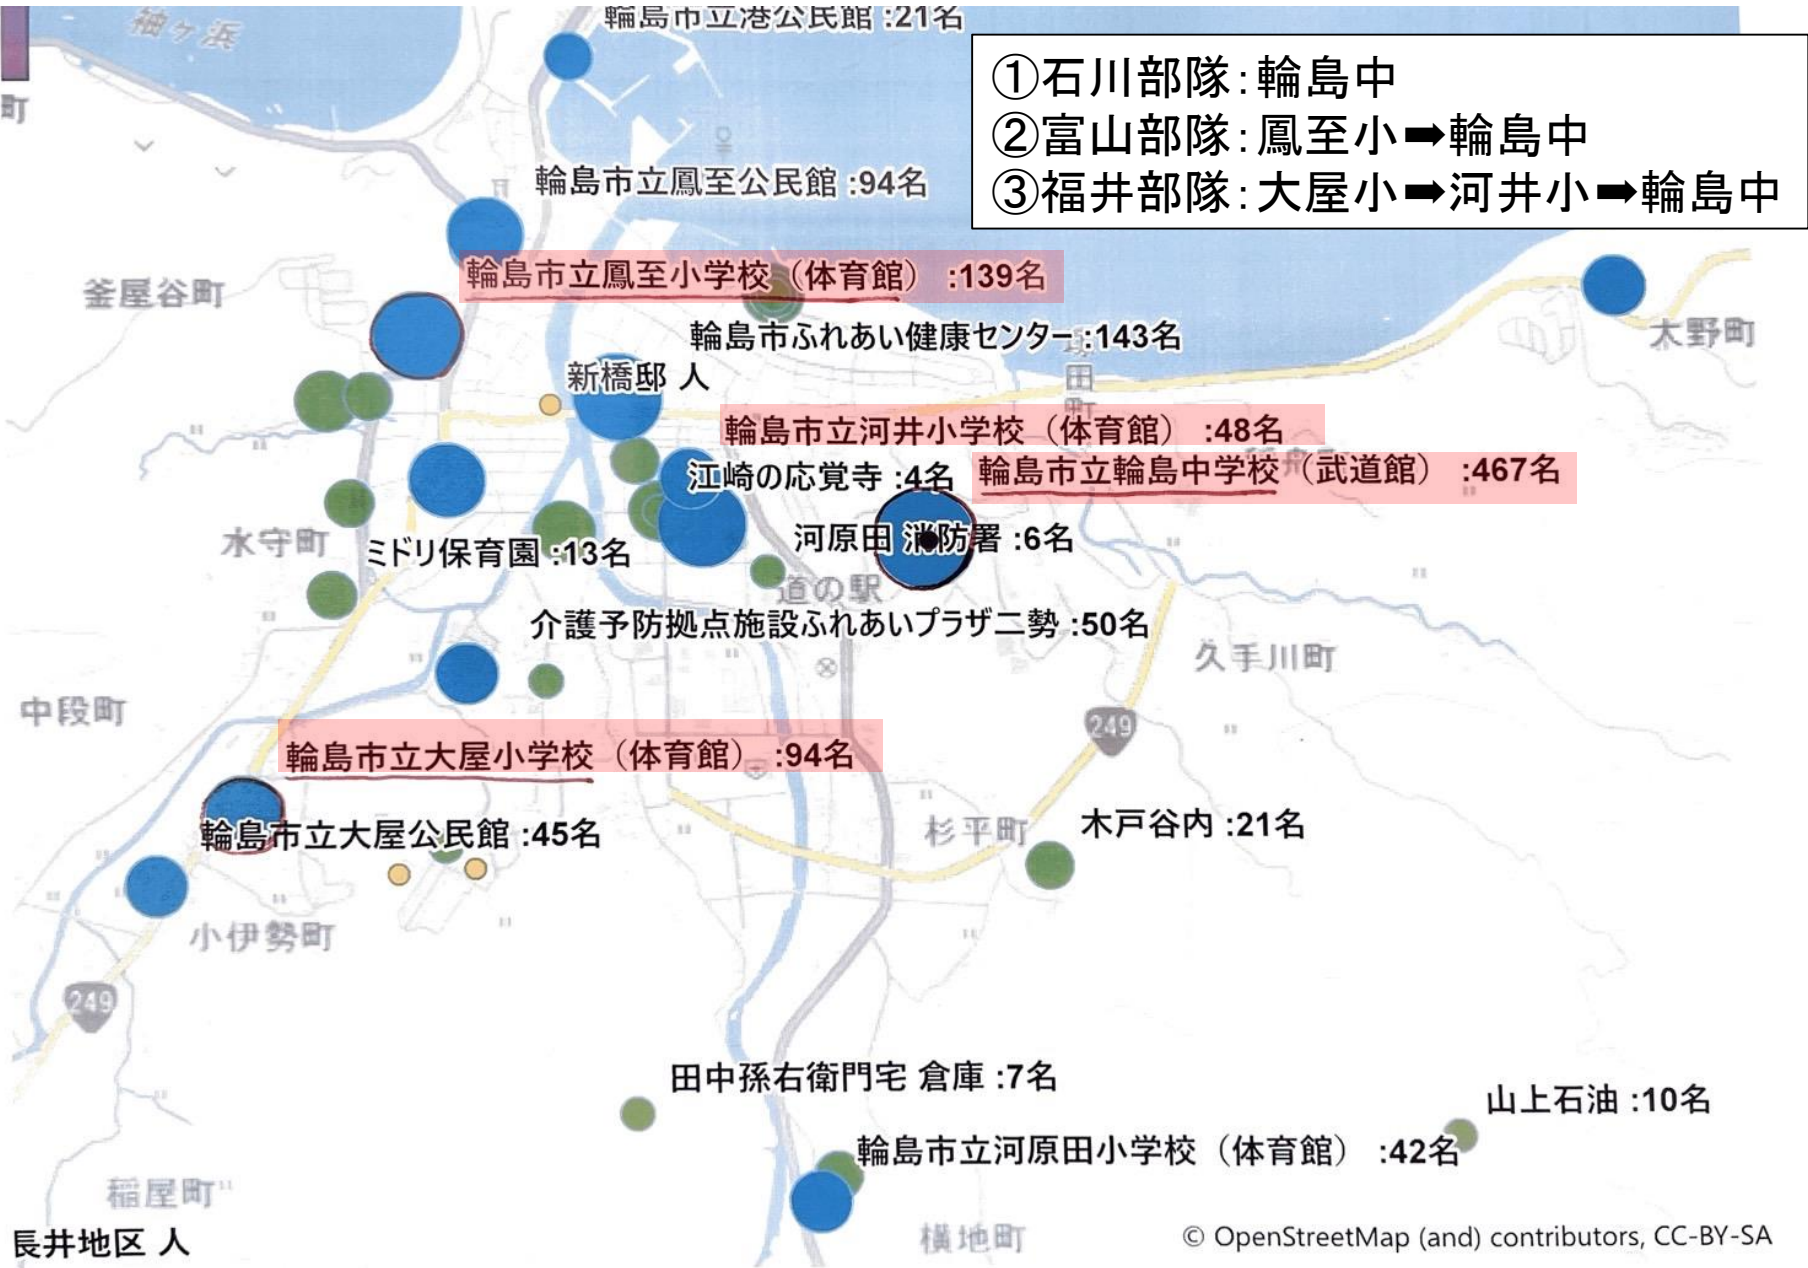 輪島市立港公民館 :21名
袖ヶ浜
①石川部隊:輪島中
②富山部隊:鳳至小➡輪島中
③福井部隊:大屋小➡河井小➡輪島中
町
輪島市立鳳至公民館 :94名
輪島市立鳳至小学校（体育館） :139名
釜屋谷町
輪島市ふれあい健康センター :143名
大野町
新橋邸 人
輪島市立河井小学校（体育館） :48名
江崎の応覚寺 :4名
輪島市立輪島中学校（武道館） :467名
水守町
ミドリ保育園 :13名
河原田 消防署 :6名
道の駅
介護予防拠点施設ふれあいプラザ二勢 :50名
久手川町
中段町
249
輪島市立大屋小学校（体育館） :94名
輪島市立大屋公民館 :45名
杉平町
木戸谷内 :21名
小伊勢町
249
田中孫右衛門宅 倉庫 :7名
山上石油 :10名
輪島市立河原田小学校（体育館） :42名
稲屋町
長井地区 人
横地町
© OpenStreetMap (and) contributors, CC-BY-SA